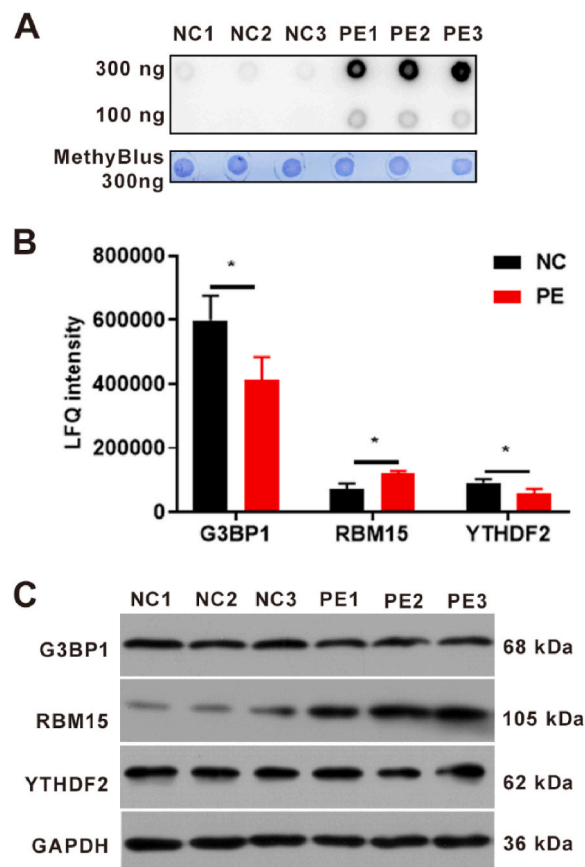 A
NC1 NC2 NC3 PE1 PE2 PE3
300 ng
100 ng
MethyBlus
300ng
B
LFQ intensity
800000
600000
400000
200000
0
*
*
*
NC
PE
G3BP1 RBM15 YTHDF2
C
NC1 NC2 NC3 PE1 PE2 PE3
G3BP1 68 kDa
RBM15 105 kDa
YTHDF2 62 kDa
GAPDH 36 kDa